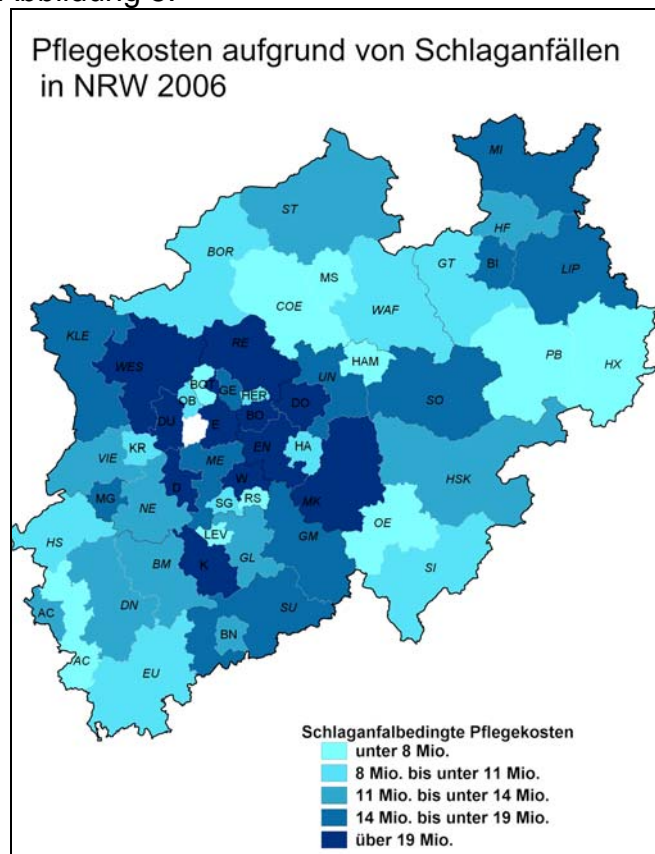 Pflegekosten aufgrund von Schlaganfällen
in NRW 2006
MI
ST
HF
BOR
GT
BI
LIP
MS
COE
WAF
KLE
RE
PB
HX
WES
HAM
UN
BOT
GE
HER
SO
OB
DO
BO
DU
E
EN
HA
KR
ME
VIE
HSK
W
D
MG
MK
SG
RS
NE
OE
LEV
HS
GM
GL
SI
BM
K
DN
SU
AC
BN
AC
EU
Schlaganfalbedingte Pflegekosten
unter 8 Mio.
8 Mio. bis unter 11 Mio.
11 Mio. bis unter 14 Mio.
14 Mio. bis unter 19 Mio.
über 19 Mio.